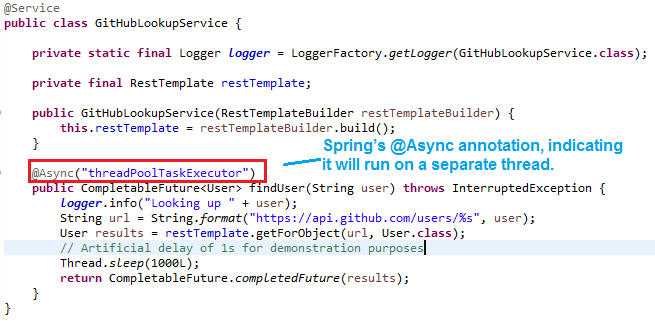 @Service
public class GitHubLookupService {
private static final Logger logger = LoggerFactory.getLogger(GitHubLookupService.class);
private final RestTemplate restTemplate;
public GitHubLookupService(RestTemplateBuilder restTemplateBuilder) {
this.restTemplate = restTemplateBuilder.build();
}
Spring's @Async annotation, indicating
it will run on a separate thread.
@Async("threadPoolTaskExecutor")
public CompletableFuture<User> findUser(String user) throws InterruptedException {
logger.info("Looking up " + user);
String url = String.format("https://api.github.com/users/%s", user);
User results = restTemplate.getForObject(url, User.class);
// Artificial delay of 1s for demonstration purposes
Thread.sleep(1000L);
return CompletableFuture.completedFuture(results);
}
}